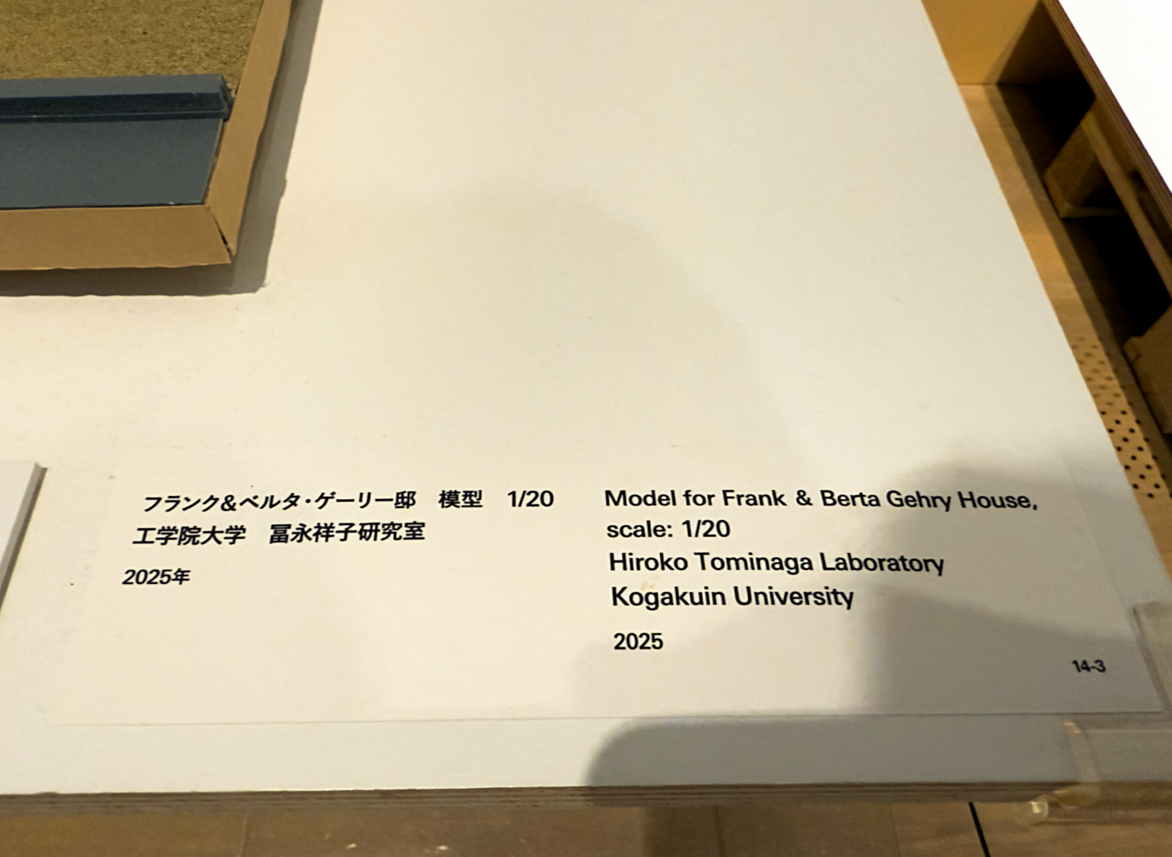 フランク&ベルタ・ゲーリー邸　模型　1/20
工学院大学　冨永祥子研究室
2025年
Model for Frank & Berta Gehry House,
scale: 1/20
Hiroko Tominaga Laboratory
Kogakuin University
2025
14-3